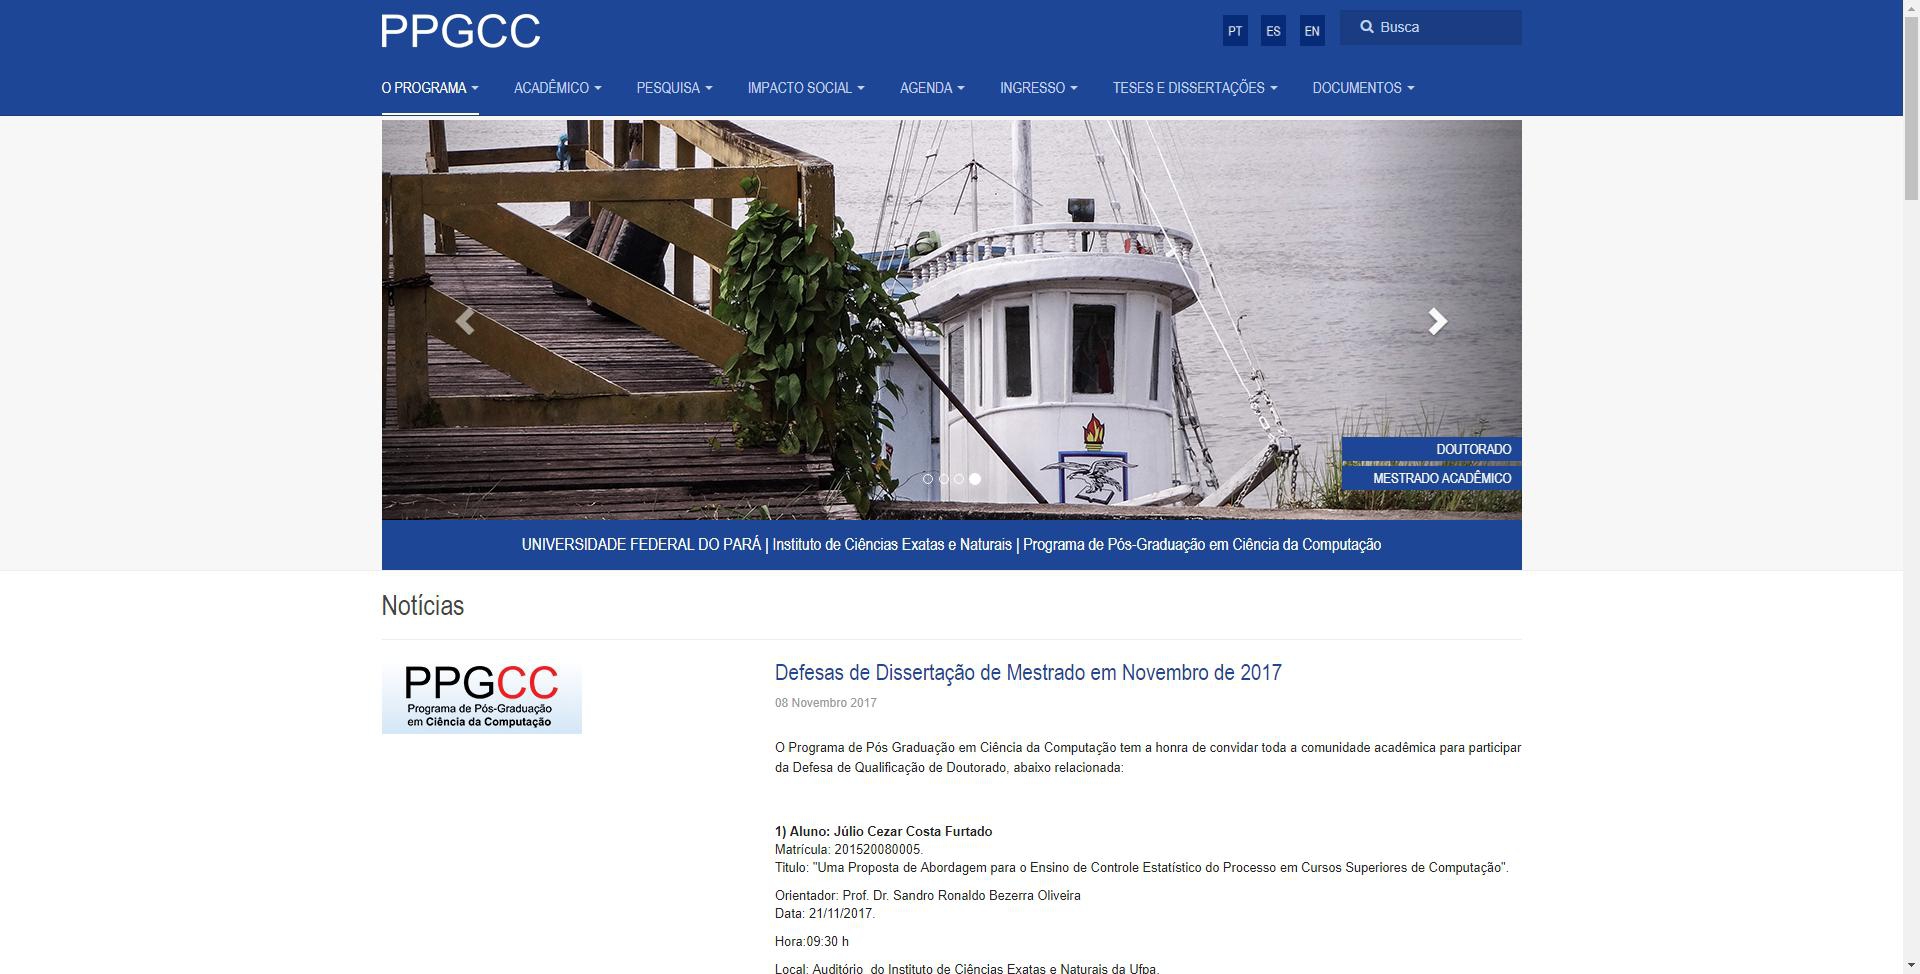 PPGCC
PT ES EN Busca
O PROGRAMA ACADÊMICO PESQUISA IMPACTO SOCIAL AGENDA INGRESSO TESES E DISSERTAÇÕES DOCUMENTOS
DOUTORADO
MESTRADO ACADÊMICO
UNIVERSIDADE FEDERAL DO PARÁ | Instituto de Ciências Exatas e Naturais | Programa de Pós-Graduação em Ciência da Computação
Notícias
PPGCC
Programa de Pós-Graduação
em Ciência da Computação
Defesas de Dissertação de Mestrado em Novembro de 2017
08 Novembro 2017
O Programa de Pós Graduação em Ciência da Computação tem a honra de convidar toda a comunidade acadêmica para participar
da Defesa de Qualificação de Doutorado, abaixo relacionada:
1) Aluno: Júlio Cezar Costa Furtado
Matrícula: 201520080005.
Titulo: "Uma Proposta de Abordagem para o Ensino de Controle Estatístico do Processo em Cursos Superiores de Computação".
Orientador: Prof. Dr. Sandro Ronaldo Bezerra Oliveira
Data: 21/11/2017.
Hora:09:30 h
Local: Auditório do Instituto de Ciências Exatas e Naturais da Ufpa.